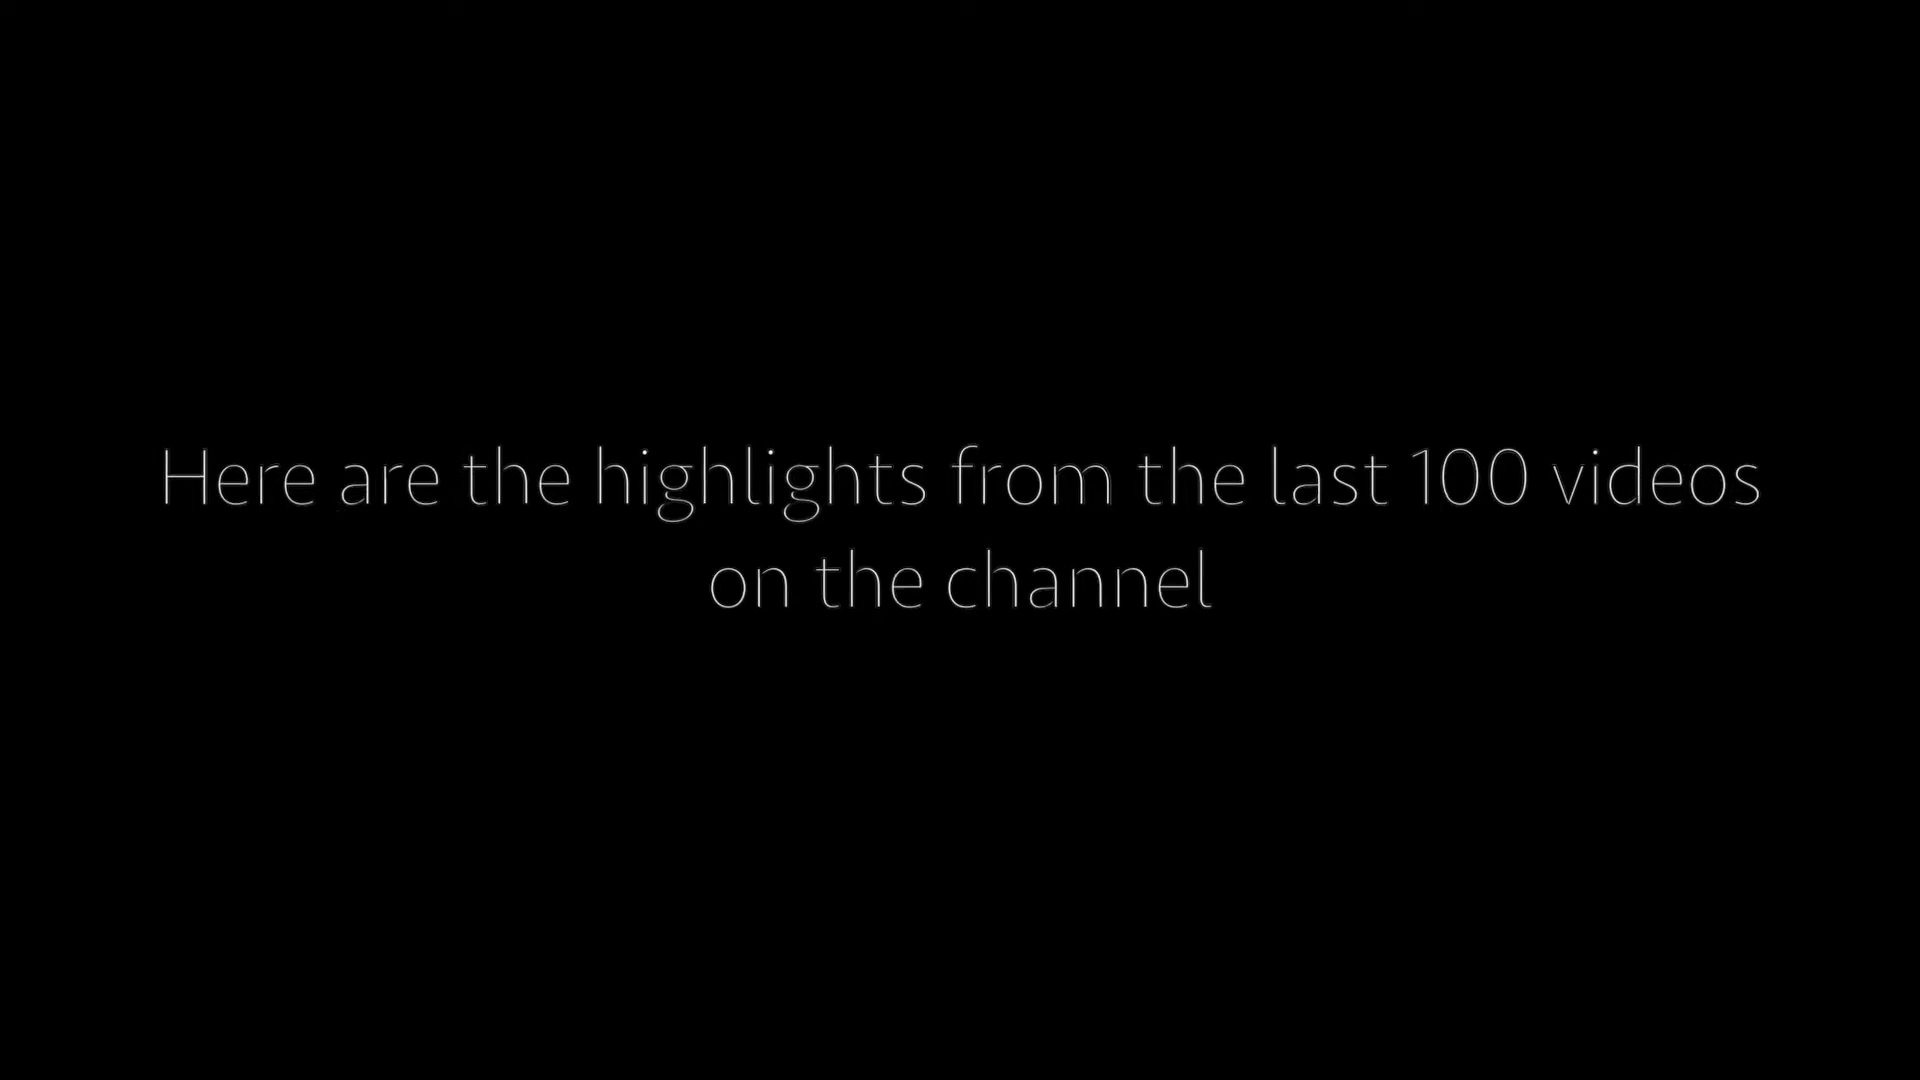 Here are the highlights from the last 100 videos
on the channel